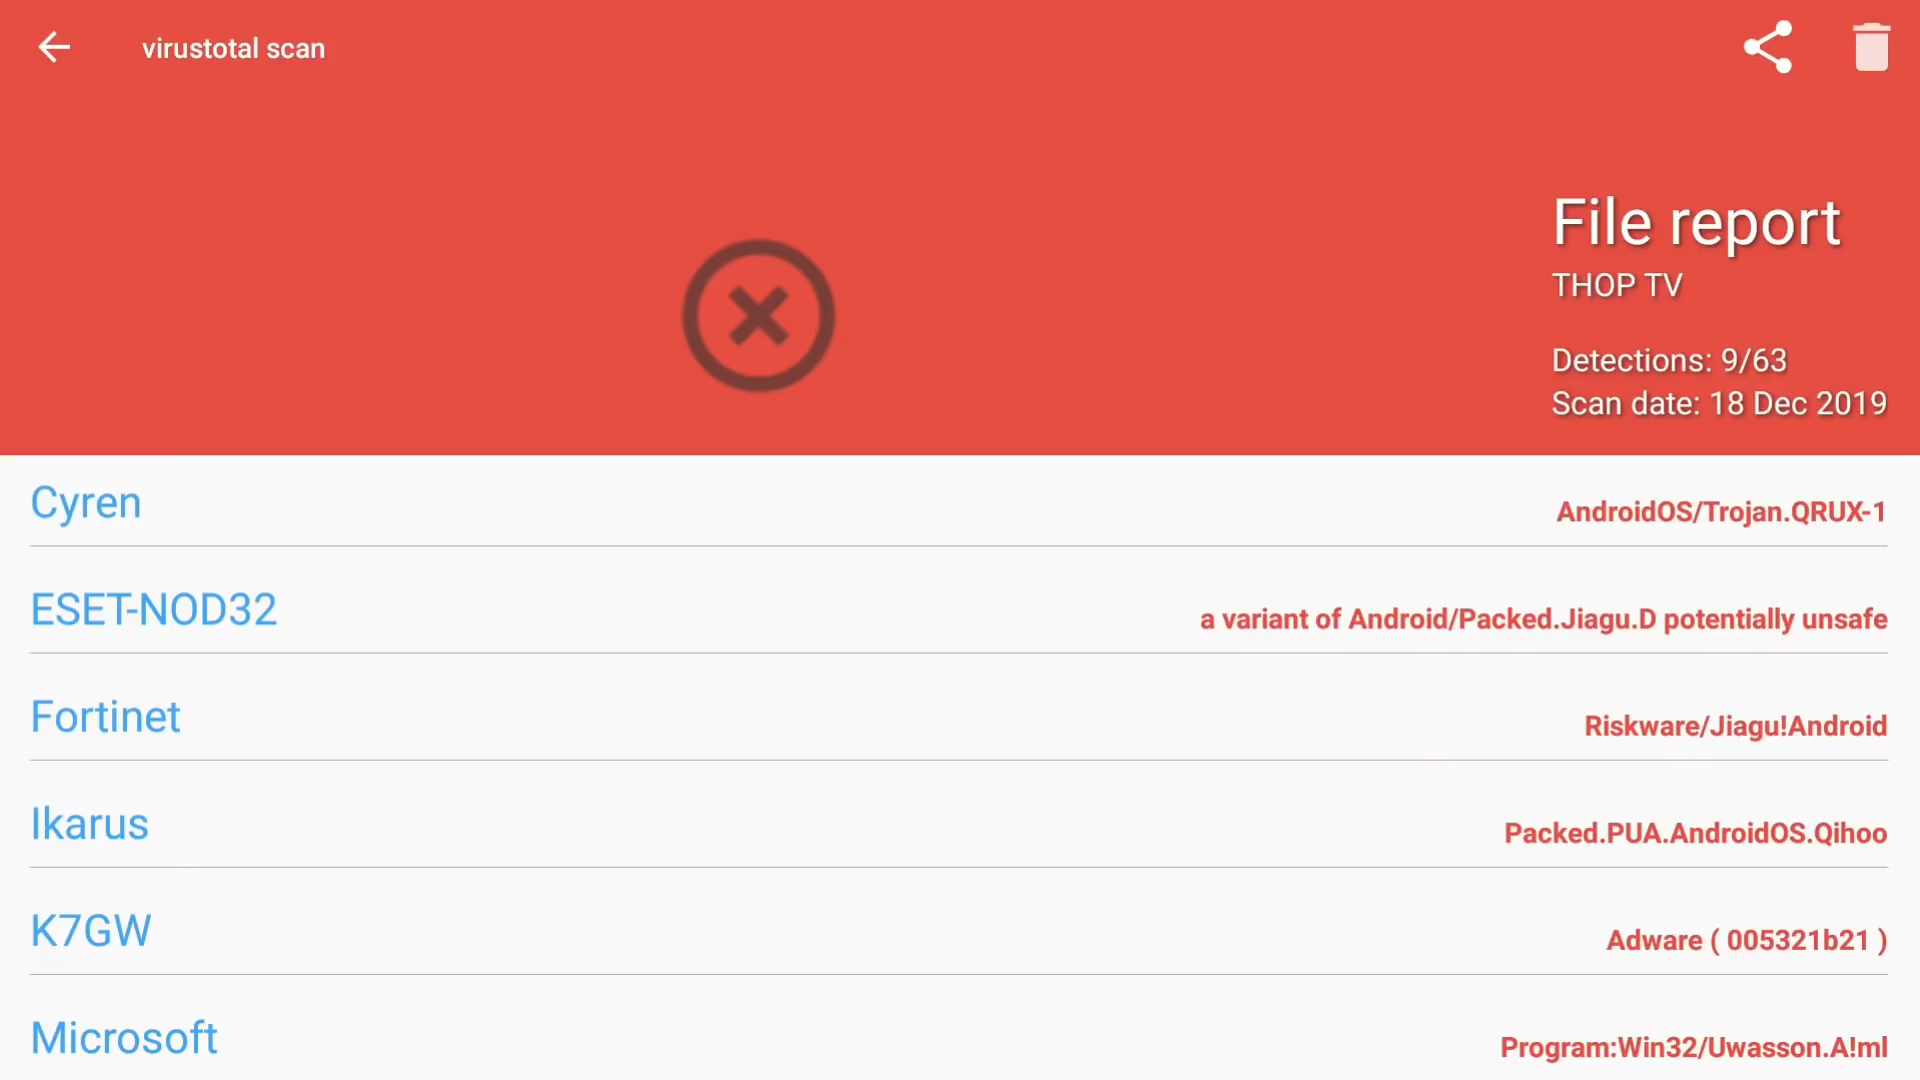 virustotal scan
File report
THOP TV
Detections: 9/63
Scan date: 18 Dec 2019
Cyren
AndroidOS/Trojan.QRUX-1
ESET-NOD32
a variant of Android/Packed.Jiagu.D potentially unsafe
Fortinet
Riskware/Jiagu!Android
Ikarus
Packed.PUA.AndroidOS.Qihoo
K7GW
Adware ( 005321b21 )
Microsoft
Program:Win32/Uwasson.A!ml